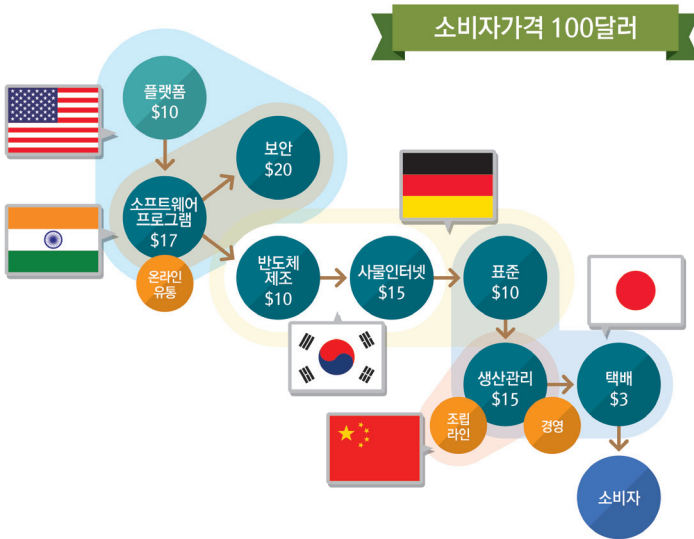 소비자가격 100달러
플랫폼
$10
보안
$20
소프트웨어
프로그램
$17
온라인
유통
반도체
제조
$10
사물인터넷
$15
표준
$10
생산관리
$15
조립
라인
경영
택배
$3
소비자